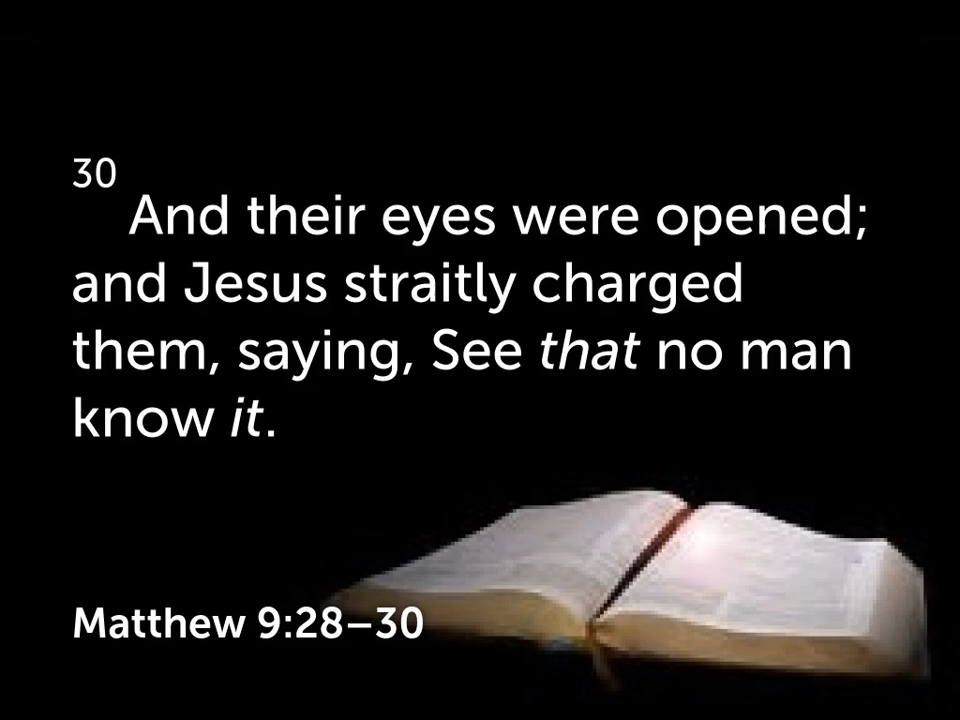 30
And their eyes were opened;
and Jesus straitly charged
them, saying, See that no man
know it.
Matthew 9:28–30